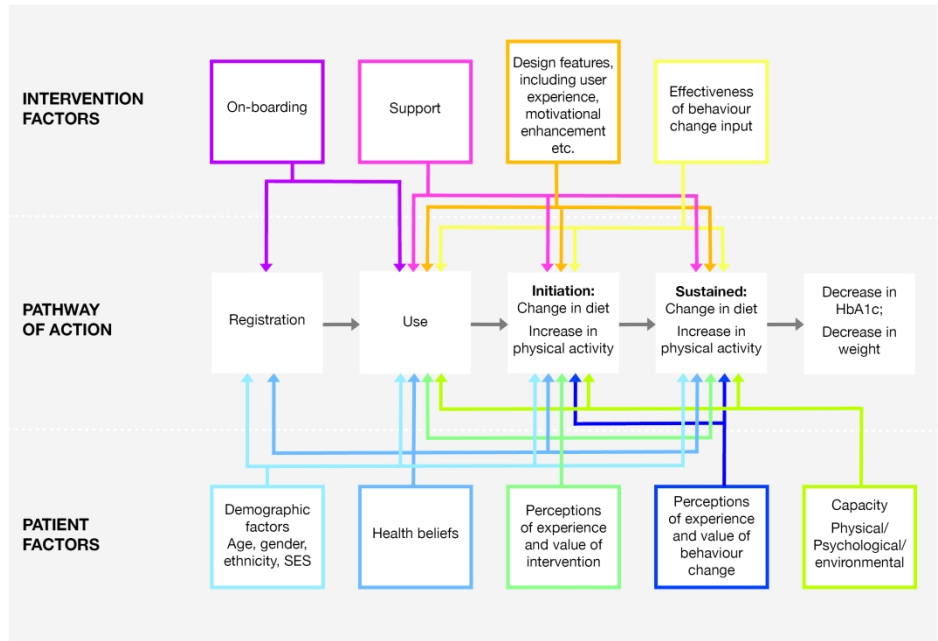 INTERVENTION
FACTORS
On-boarding
Support
Design features,
including user
experience,
motivational
enhancement
etc.
Effectiveness
of behaviour
change input
PATHWAY
OF ACTION
Registration
Use
Initiation:
Change in diet
Increase in
physical activity
Sustained:
Change in diet
Increase in
physical activity
Decrease in
HbA1c;
Decrease in
weight
PATIENT
FACTORS
Demographic
factors
Age, gender,
ethnicity, SES
Health beliefs
Perceptions
of experience
and value of
intervention
Perceptions
of experience
and value of
behaviour
change
Capacity
Physical/
Psychological/
environmental